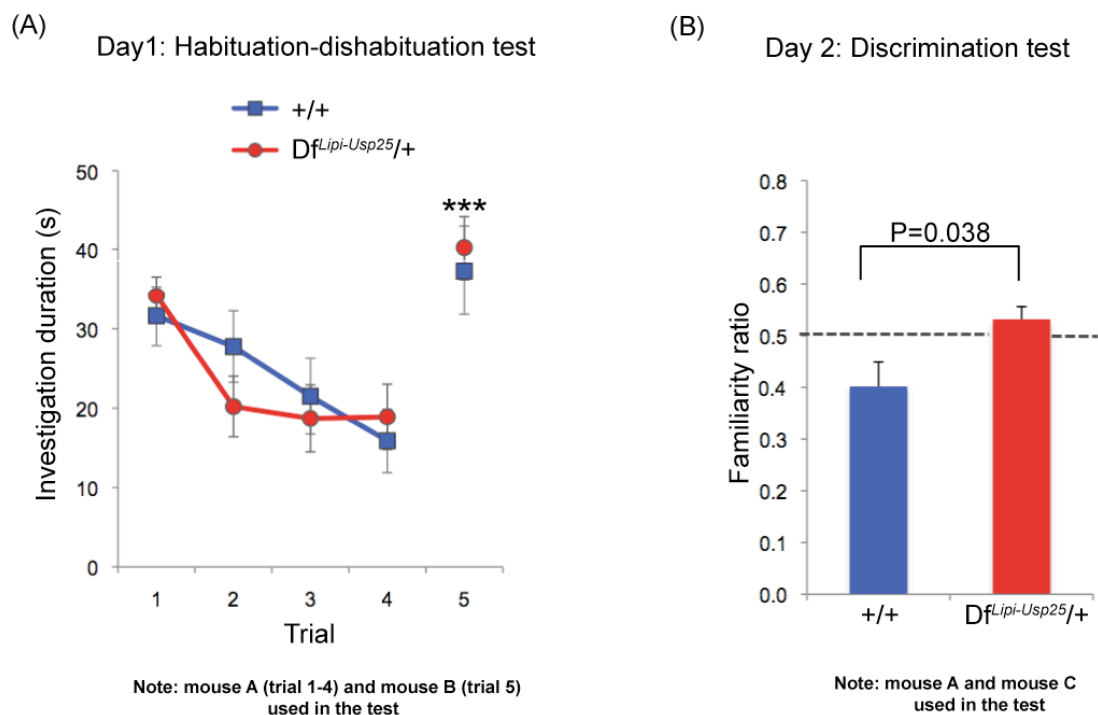 (A)
Day1: Habituation-dishabituation test
+/+
Df^Lipi-Usp25/+
50
40
30
20
10
0
Investigation duration (s)
***
1 2 3 4 5
Trial
Note: mouse A (trial 1-4) and mouse B (trial 5)
used in the test
(B)
Day 2: Discrimination test
0.8
0.7
0.6
0.5
0.4
0.3
0.2
0.1
0.0
Familiarity ratio
P=0.038
+/+ Df^Lipi-Usp25/+
Note: mouse A and mouse C
used in the test